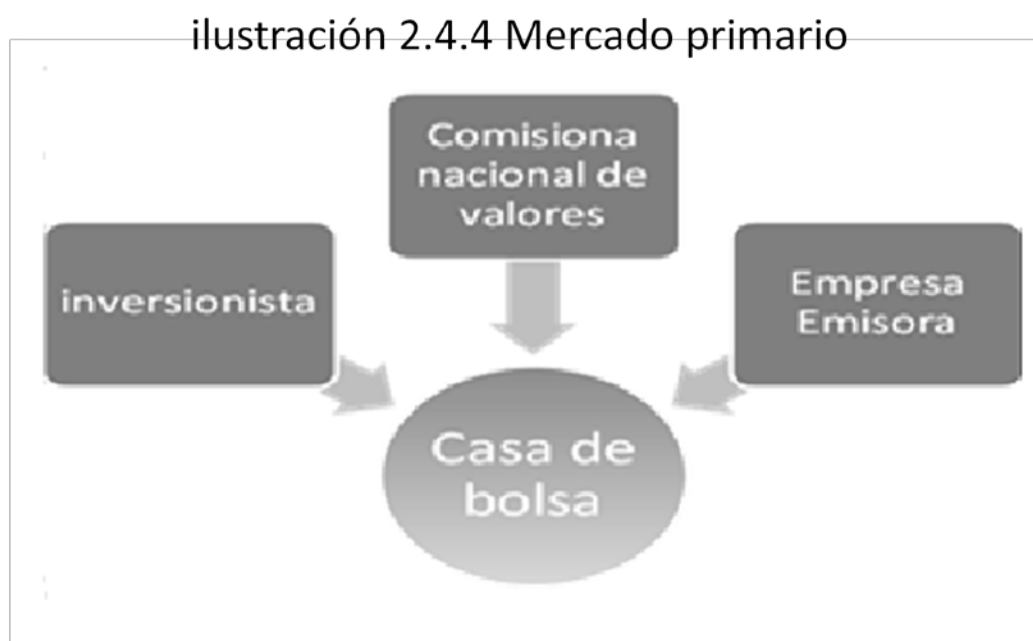 ilustración 2.4.4 Mercado primario
Comisiona
nacional de
valores
inversionista
Empresa
Emisora
Casa de
bolsa